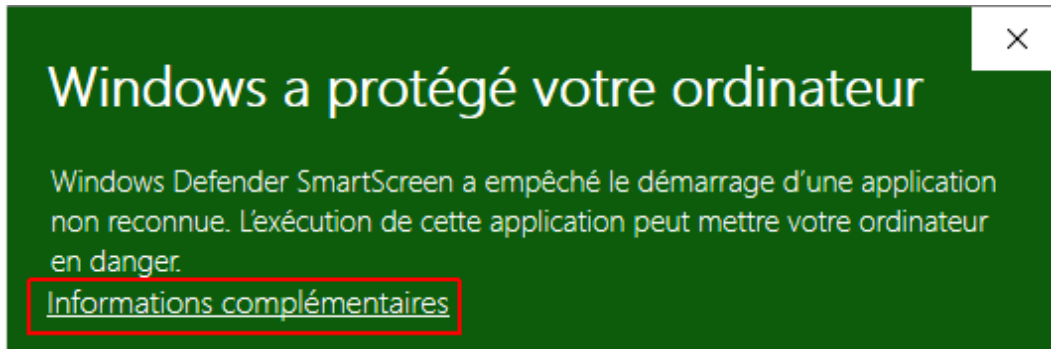 Windows a protégé votre ordinateur
Windows Defender SmartScreen a empêché le démarrage d'une application
non reconnue. L'exécution de cette application peut mettre votre ordinateur
en danger.
Informations complémentaires